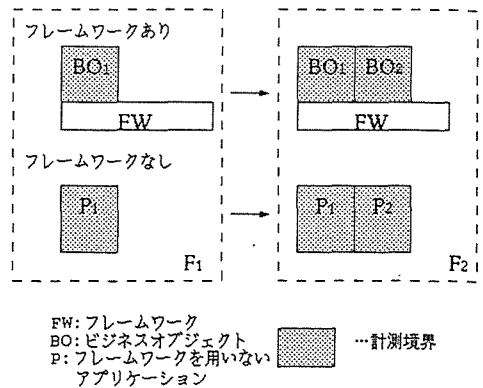 フレームワークあり
BO1
FW
BO1 BO2
FW
フレームワークなし
P1
F1
P1 P2
F2
FW:フレームワーク
BO:ビジネスオブジェクト
P:フレームワークを用いない
アプリケーション
…計測境界